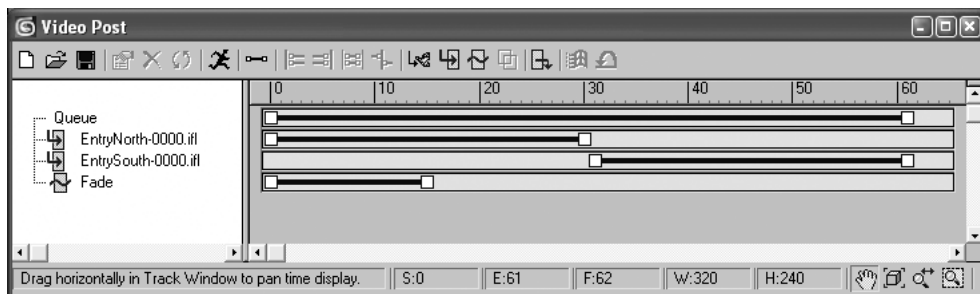 Video Post
0 10 20 30 40 50 60
Queue
EntryNorth-0000.ifl
EntrySouth-0000.ifl
Fade
Drag horizontally in Track Window to pan time display. S:0 E:61 F:62 W:320 H:240